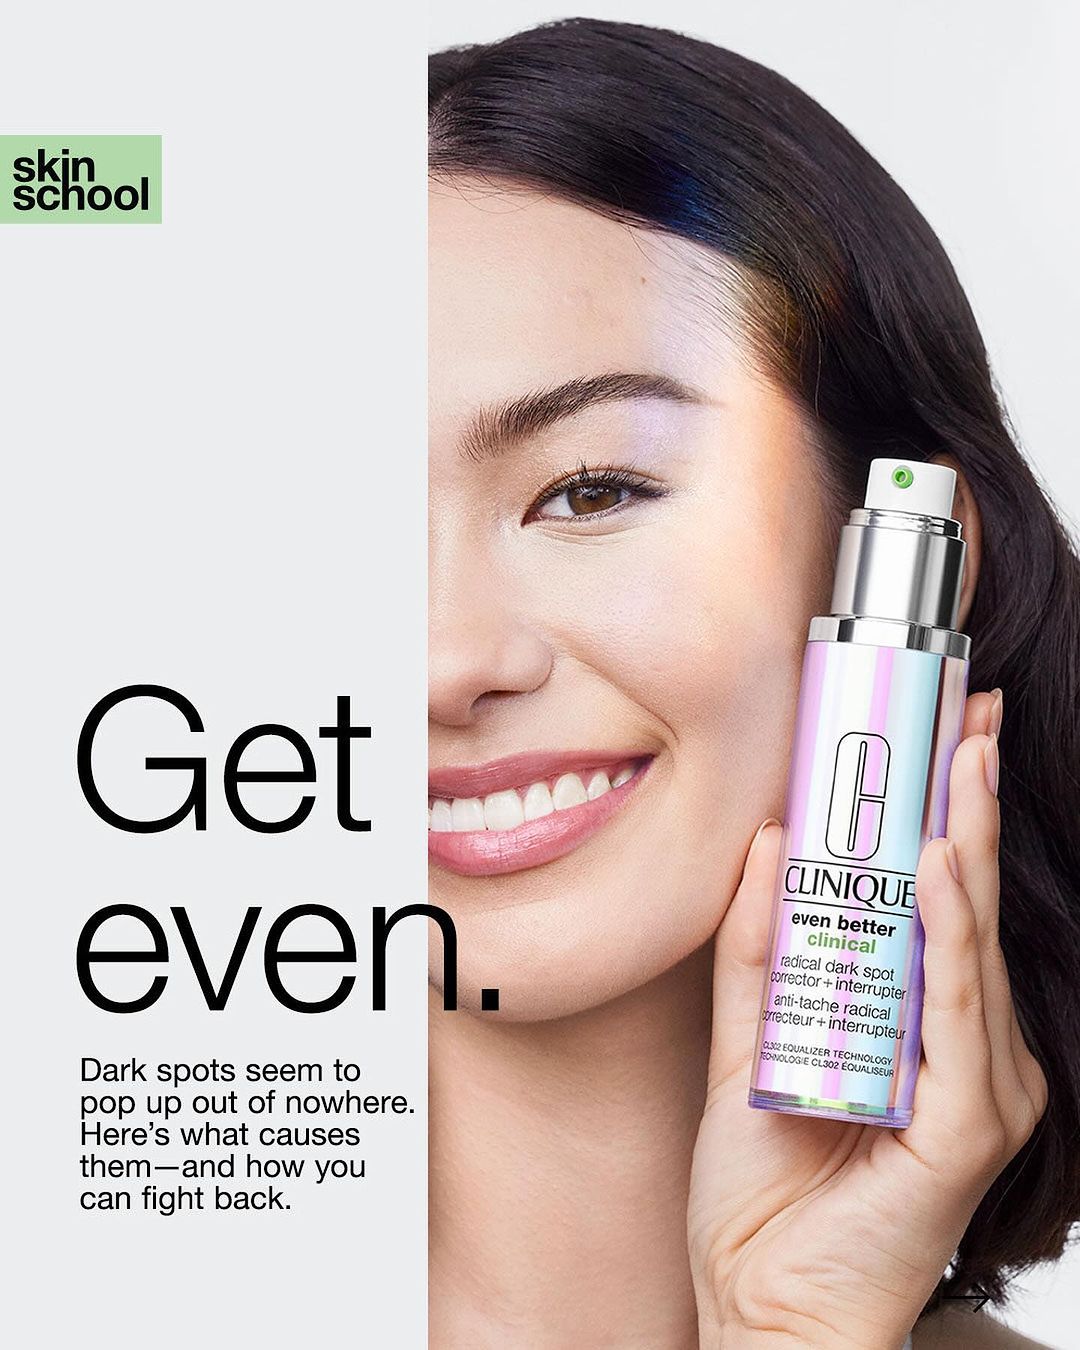 skin
school
Get
even.
Dark spots seem to
pop up out of nowhere.
Here's what causes
them—and how you
can fight back.
C
CLINIQUE
even better
clinical
radical dark spot
corrector+interrupter
anti-tache radical
correcteur+interrupteur
CL302 EQUALIZER TECHNOLOGY
TECHNOLOGIE CL302 ÉQUALISEUR